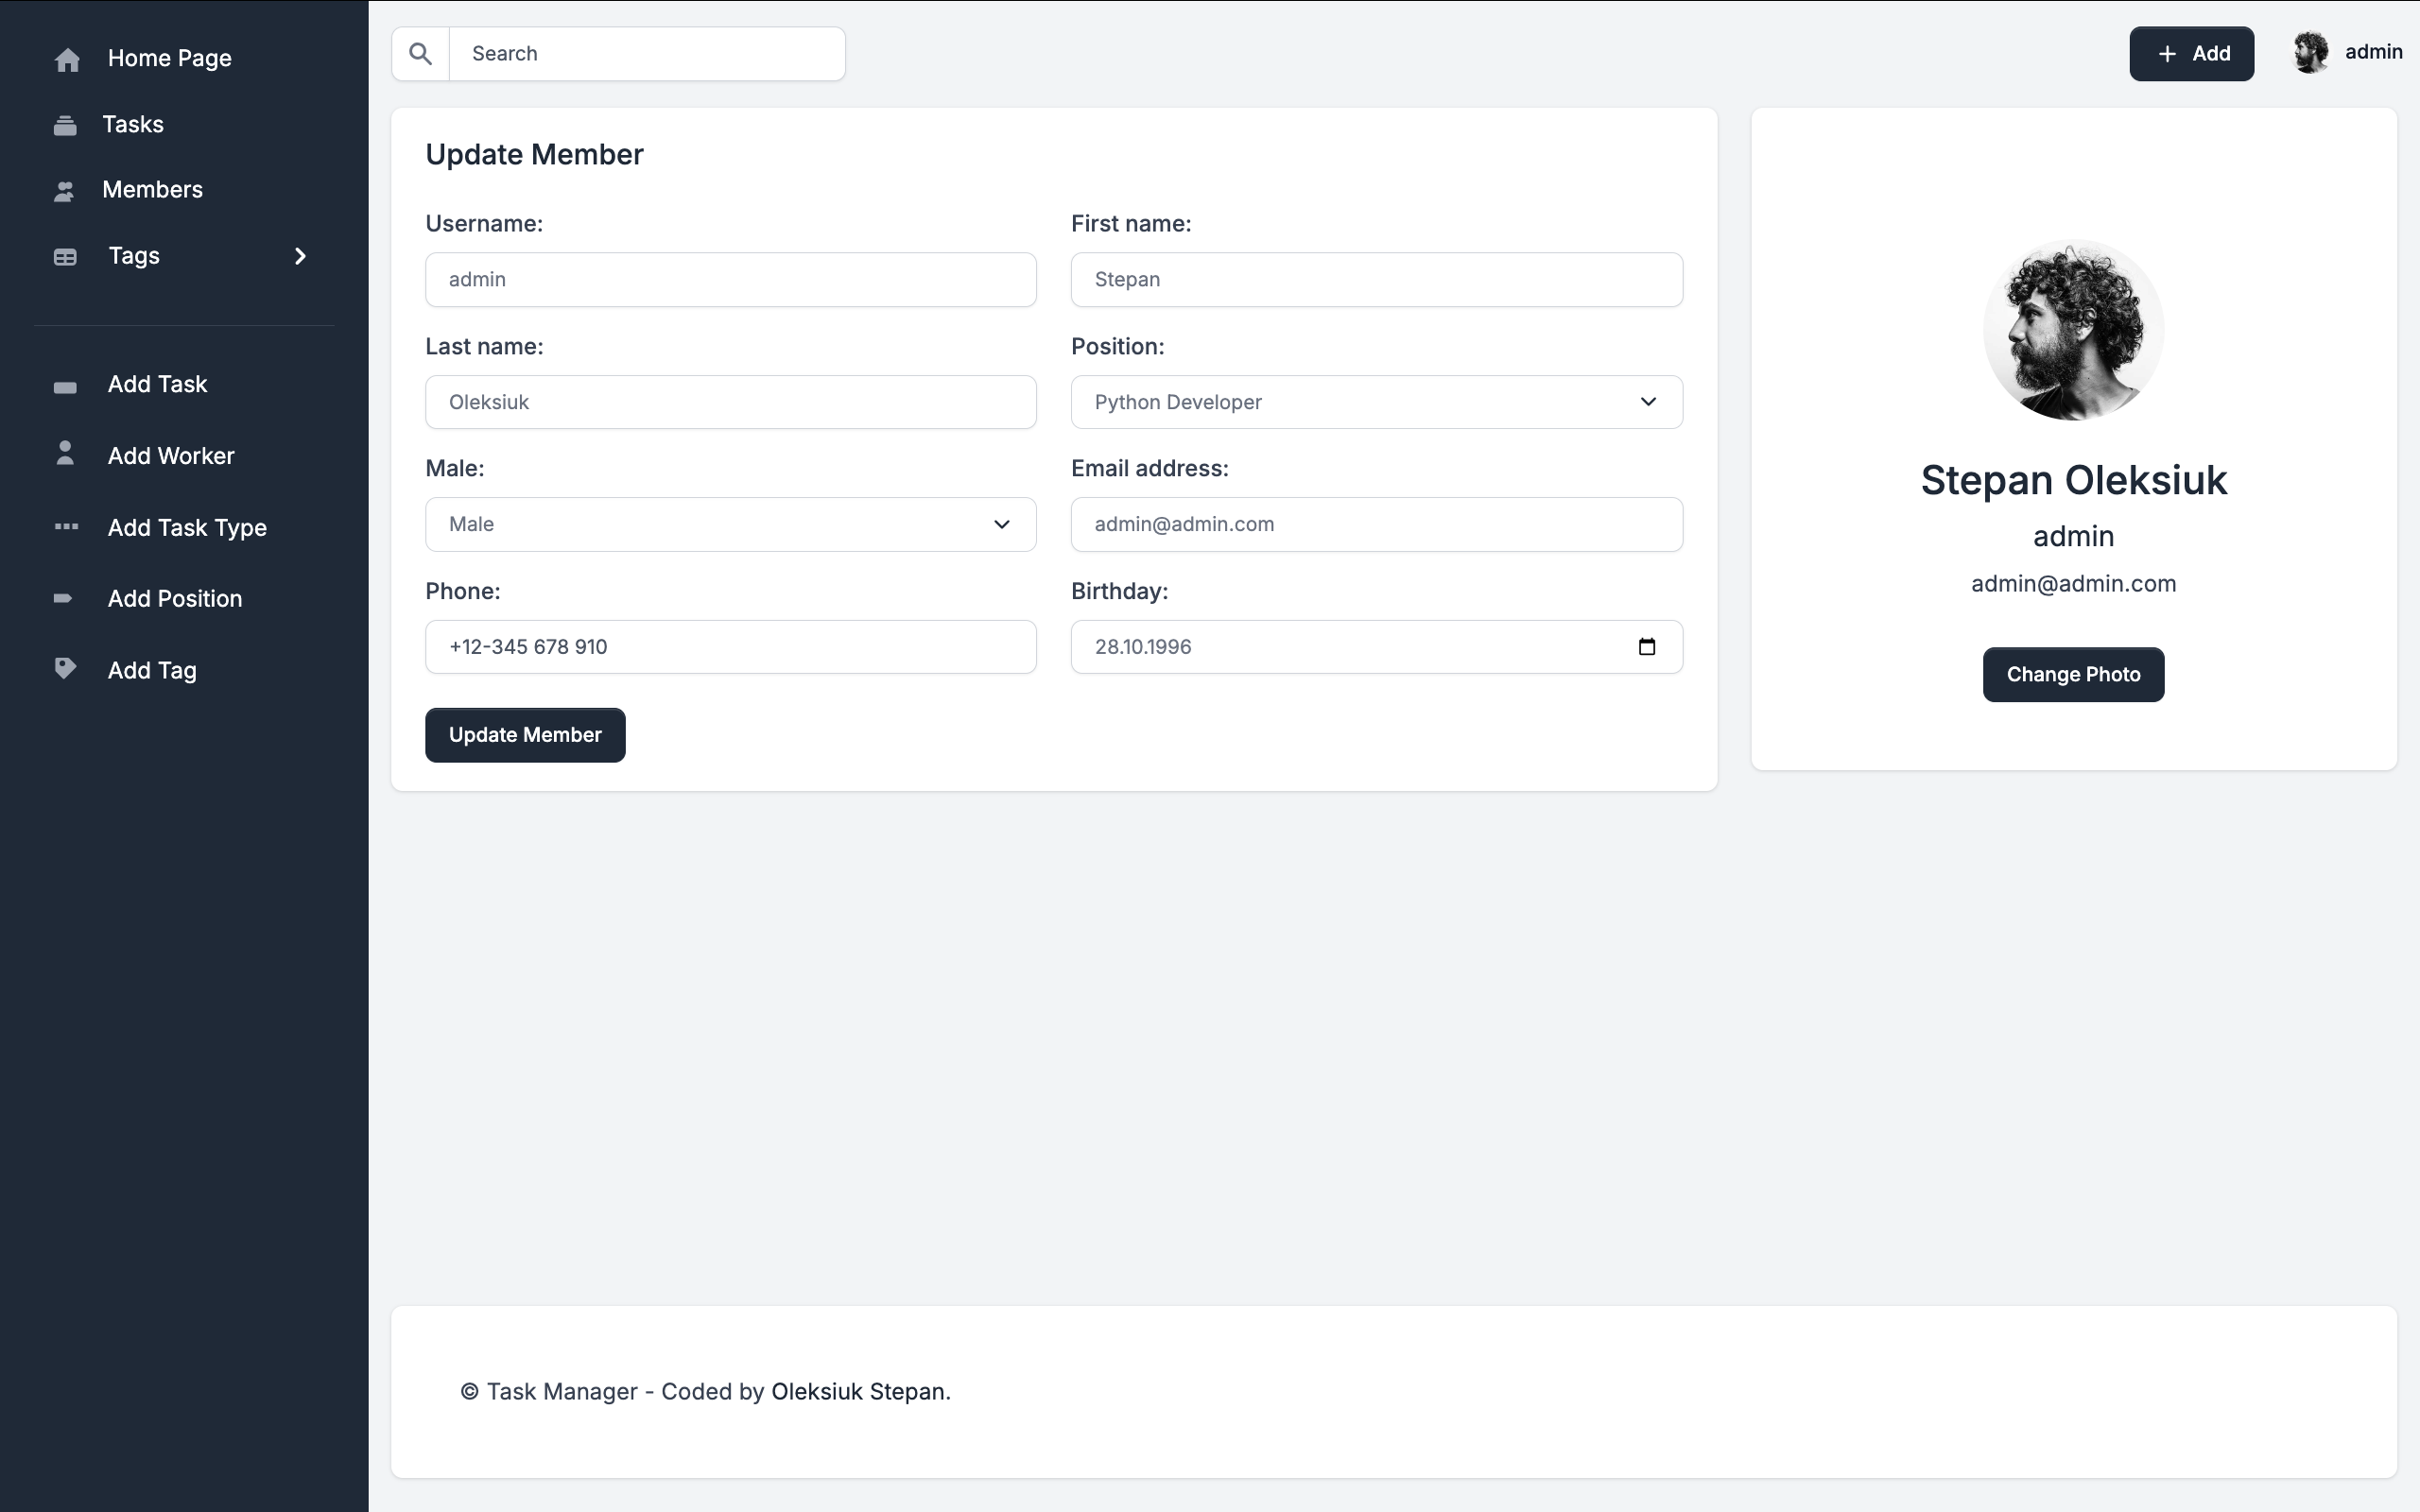 Home Page
Tasks
Members
Tags
Add Task
Add Worker
Add Task Type
Add Position
Add Tag
Search
Add
admin
Update Member
Username:
admin
First name:
Stepan
Last name:
Oleksiuk
Position:
Python Developer
Male:
Male
Email address:
admin@admin.com
Phone:
+12-345 678 910
Birthday:
28.10.1996
Update Member
Stepan Oleksiuk
admin
admin@admin.com
Change Photo
© Task Manager - Coded by Oleksiuk Stepan.